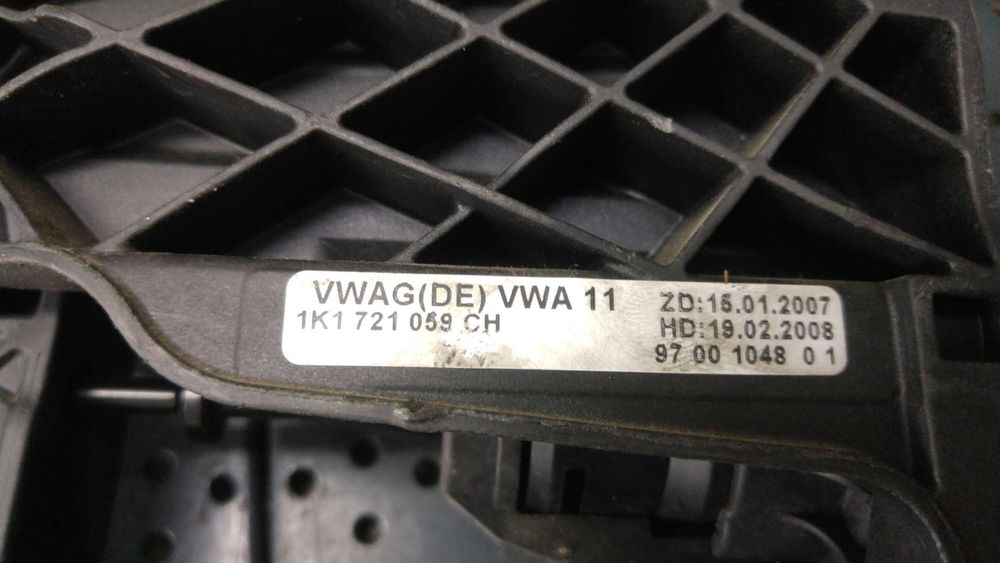 VWAG(DE) VWA 11
1K1 721 059 CH
ZD:15.01.2007
HD:19.02.2008
97 00 1048 0 1